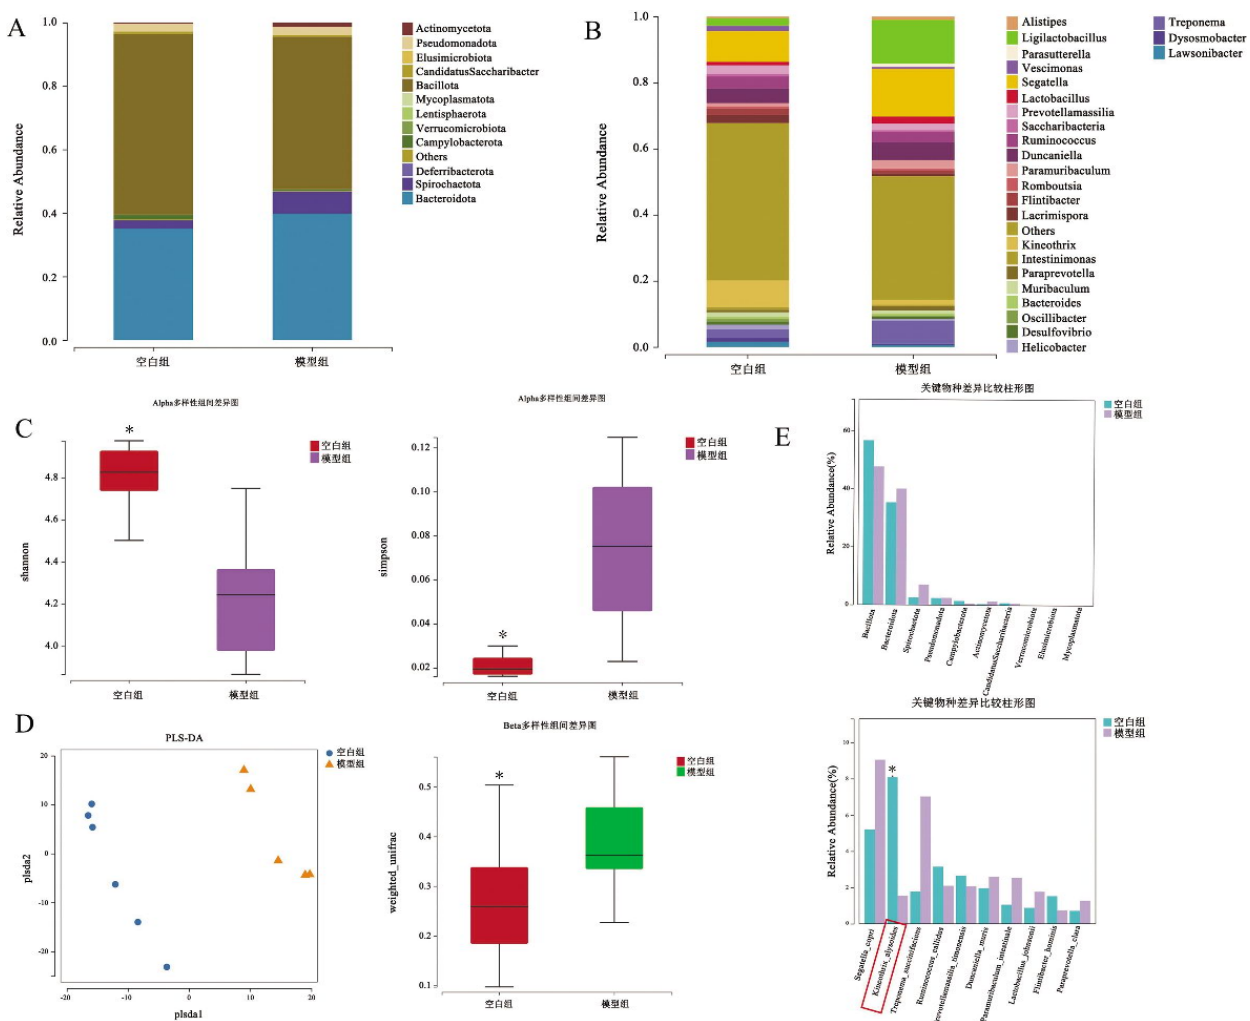 A
Relative Abundance
1.0
0.8
0.6
0.4
0.2
0.0
空白组
模型组
Actinomycetota
Pseudomonadota
Elusimicrobiota
CandidatusSaccharibacter
Bacillota
Mycoplasmatota
Lentisphaerota
Verrucomicrobiota
Campylobacterota
Others
Deferribacterota
Spirochactota
Bacteroidota
B
Relative Abundance
1.0
0.8
0.6
0.4
0.2
0.0
空白组
模型组
Alistipes
Ligilactobacillus
Parasutterella
Vescimonas
Segatella
Lactobacillus
Prevotellamassilia
Saccharibacteria
Ruminococcus
Duncaniella
Paramuribaculum
Romboutsia
Flintibacter
Lacrimispora
Others
Kineothrix
Intestinimonas
Paraprevotella
Muribaculum
Bacteroides
Oscillibacter
Desulfovibrio
Helicobacter
Treponema
Dysosmobacter
Lawsonibacter
C
Alpha多样性组间差异图
shannon
4.8
4.6
4.4
4.2
4.0
*
空白组
模型组
空白组
模型组
Alpha多样性组间差异图
simpson
0.12
0.10
0.08
0.06
0.04
0.02
*
空白组
模型组
空白组
模型组
D
PLS-DA
plsda2
20
10
0
-10
-20
-20
-10
0
10
20
plsda1
空白组
模型组
Beta多样性组间差异图
weighted_unifrac
0.5
0.4
0.3
0.2
0.1
*
空白组
模型组
空白组
模型组
E
关键物种差异比较柱形图
Relative Abundance(%)
60
40
20
0
空白组
模型组
Bacillota
Bacteroidota
Spirochactota
Pseudomonadota
Campylobacterota
Actinomycetota
CandidatusSaccharibacteria
Verrucomicrobiota
Elusimicrobiota
Mycoplasmatota
关键物种差异比较柱形图
Relative Abundance(%)
10
8
6
4
2
0
*
空白组
模型组
Segatella_copri
Kineothrix_alysoides
Treponema_succinifaciens
Ruminococcus_callidus
Prevotellamassilia_timonensis
Duncaniella_muris
Paramuribaculum_intestinale
Lactobacillus_johnsonii
Flintibacter_hominis
Paraprevotella_clara